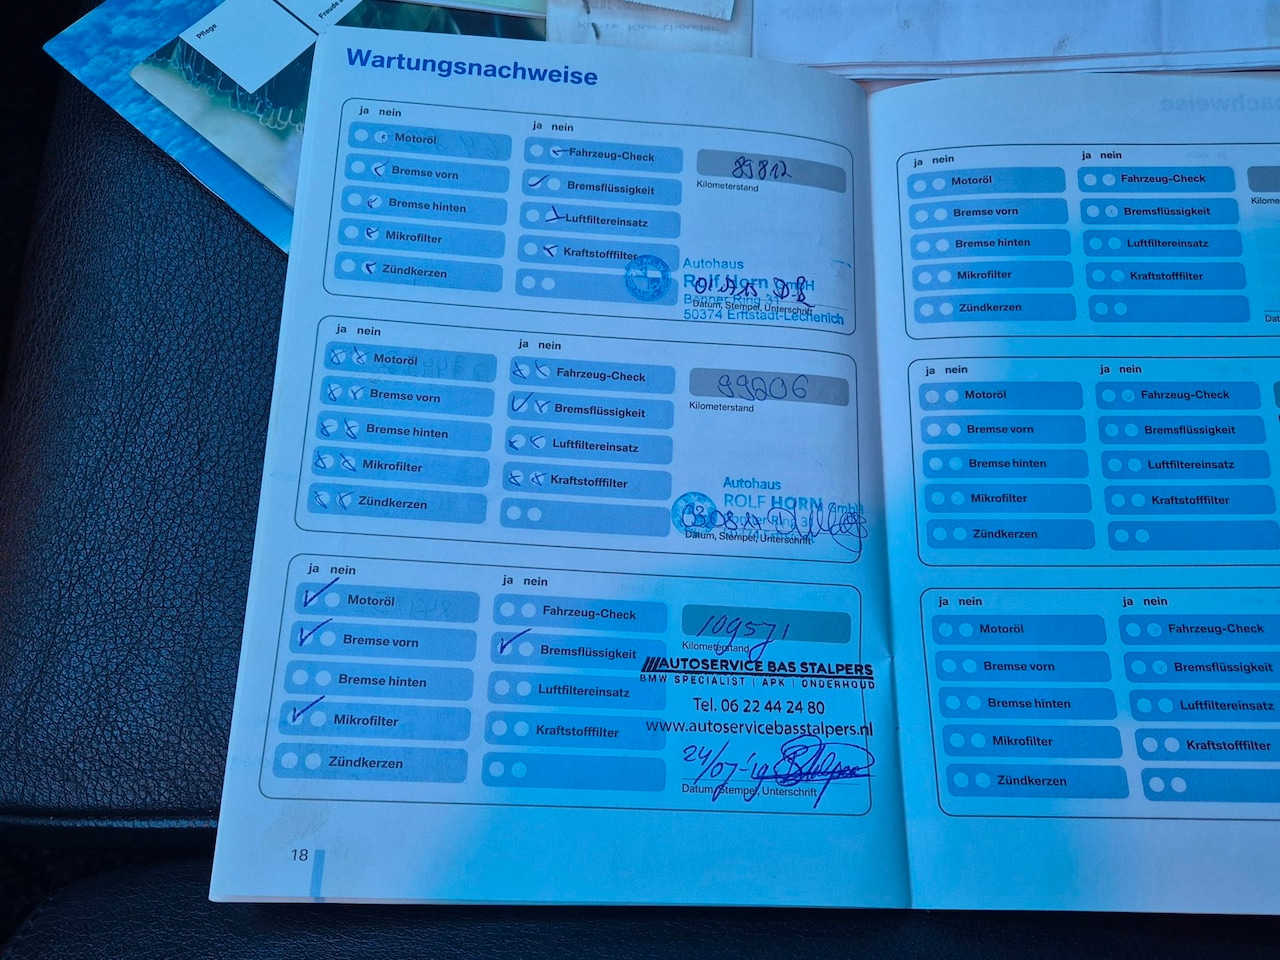 Pflege
Freude
Wartungsnachweise
ja nein
Motoröl
Bremse vorn
Bremse hinten
Mikrofilter
Zündkerzen
ja nein
Fahrzeug-Check
Bremsflüssigkeit
Luftfiltereinsatz
Kraftstofffilter
89812
Kilometerstand
Autohaus
Rolf Horn GmbH
Bonner Ring 31
Datum, Stempel, Unterschrift
50374 Erftstadt-Lechenich
ja nein
Motoröl
Bremse vorn
Bremse hinten
Mikrofilter
Zündkerzen
ja nein
Fahrzeug-Check
Bremsflüssigkeit
Luftfiltereinsatz
Kraftstofffilter
99206
Kilometerstand
Autohaus
ROLF HORN GmbH
Datum, Stempel, Unterschrift
ja nein
Motoröl
Bremse vorn
Bremse hinten
Mikrofilter
Zündkerzen
ja nein
Fahrzeug-Check
Bremsflüssigkeit
Luftfiltereinsatz
Kraftstofffilter
109571
Kilometerstand
AUTOSERVICE BAS STALPERS
BMW SPECIALIST | APK | ONDERHOUD
Tel. 06 22 44 24 80
www.autoservicebasstalpers.nl
24/07-'19
Datum, Stempel, Unterschrift
18
ja nein
Motoröl
Bremse vorn
Bremse hinten
Mikrofilter
Zündkerzen
ja nein
Fahrzeug-Check
Bremsflüssigkeit
Luftfiltereinsatz
Kraftstofffilter
ja nein
Motoröl
Bremse vorn
Bremse hinten
Mikrofilter
Zündkerzen
ja nein
Fahrzeug-Check
Bremsflüssigkeit
Luftfiltereinsatz
Kraftstofffilter
ja nein
Motoröl
Bremse vorn
Bremse hinten
Mikrofilter
Zündkerzen
ja nein
Fahrzeug-Check
Bremsflüssigkeit
Luftfiltereinsatz
Kraftstofffilter